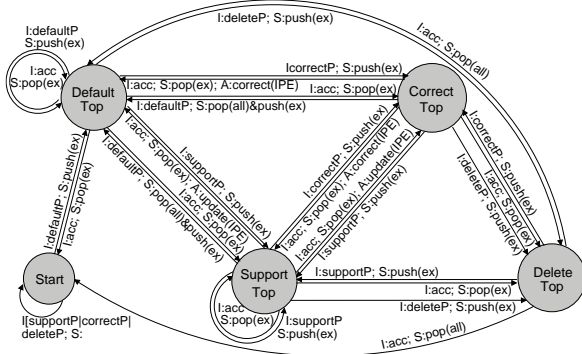 I:deleteP; S:push(ex)
I:defaultP
S:push(ex)
I:acc; S:pop(all)
I:acc
S:pop(ex)
IcorrectP; S:push(ex)
I:acc; S:pop(ex); A:correct(IPE)
I:acc; S:pop(ex)
I:defaultP; S:pop(all)&push(ex)
Default
Top
Correct
Top
I:correctP; S:push(ex)
I:acc; S:pop(ex)
I:deleteP; S:push(ex)
I:supportP; S:push(ex)
I:acc; S:pop(ex); A:update(IPE)
I:acc; S:pop(ex)
I:defaultP; S:pop(all)&push(ex)
I:correctP; S:push(ex)
I:acc; S:pop(ex); A:correct(IPE)
I:acc; S:pop(ex); A:update(IPE)
I:supportP; S:push(ex)
I:defaultP; S:push(ex)
I:acc; S:pop(ex)
Start
Support
Top
Delete
Top
I:supportP; S:push(ex)
I:acc; S:pop(ex)
I:deleteP; S:push(ex)
I:acc
S:pop(ex)
I:supportP
S:push(ex)
I[supportP|correctP|
deleteP; S:
I:acc; S:pop(all)